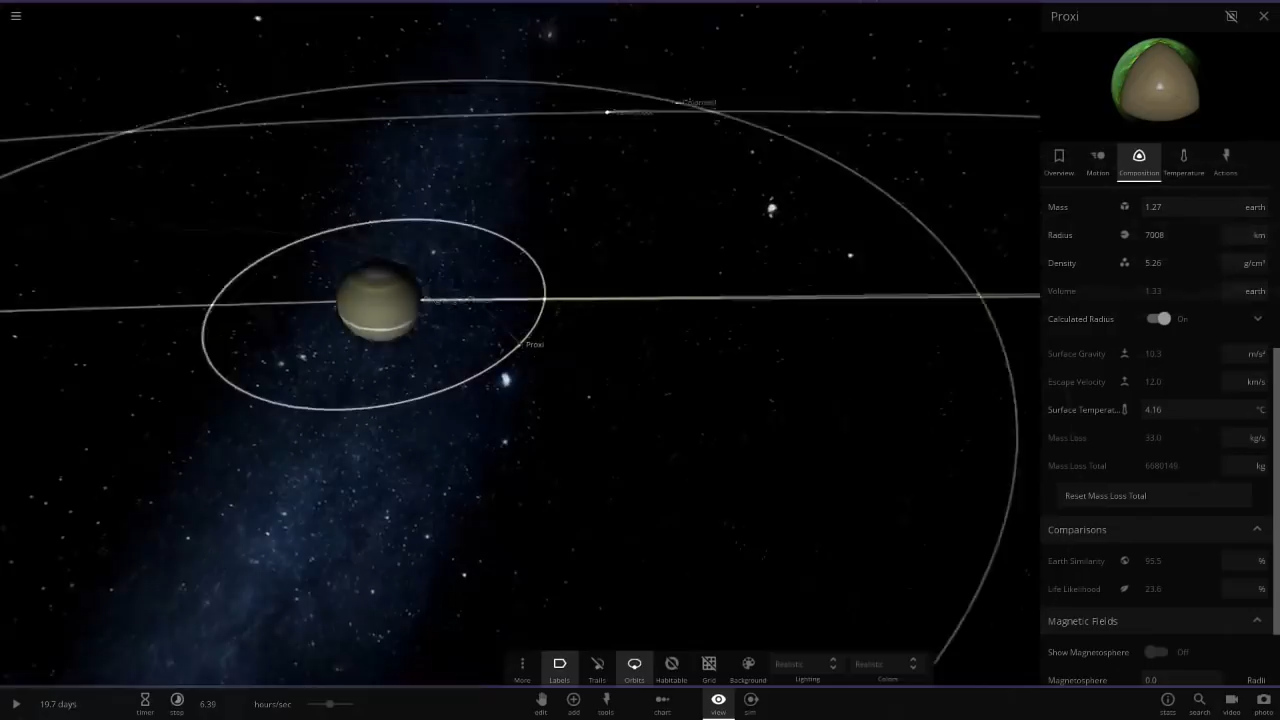 Proxi
Overview
Motion
Composition
Temperature
Actions
Mass 1.27 earth
Radius 7008 km
Density 5.26 g/cm³
Volume 1.33 earth
Calculated Radius On
Surface Gravity 10.3 m/s²
Escape Velocity 12.0 km/s
Surface Temperat... 4.16 °C
Mass Loss 33.0 kg/s
Mass Loss Total 6680149 kg
Reset Mass Loss Total
Comparisons
Earth Similarity 95.5 %
Life Likelihood 23.6 %
Magnetic Fields
Show Magnetosphere Off
Magnetosphere 0.0 Radii
Proxi
More
Labels
Trails
Orbits
Habitable
Grid
Background
Realistic
Lighting
Realistic
Colors
19.7 days
timer
step
6.39
hours/sec
edit
add
tools
chart
view
sim
stats
search
video
photo